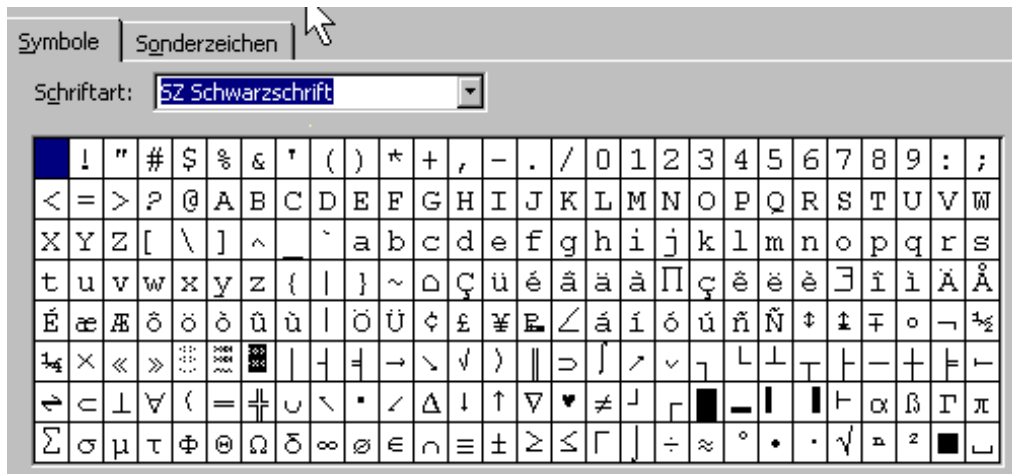 Symbole Sonderzeichen
Schriftart: SZ Schwarzschrift
! " # $ % & ' ( ) * + , – . / 0 1 2 3 4 5 6 7 8 9 : ;
< = > ? @ A B C D E F G H I J K L M N O P Q R S T U V W
X Y Z [ \ ] ^ _ ` a b c d e f g h i j k l m n o p q r s
t u v w x y z { | } ~ ⌂ Ç ü é â ä à ∏ ç ê ë è Ǝ î ì Ä Å
É æ Æ ô ö ò û ù | Ö Ü ¢ £ ¥ ∠ á í ó ú ñ Ñ ⇕ ↨ ∓ ∘ ¬ ½
¼ × « » ░ ▒ ▓ │ ┤ ╡ → ↘ √ 〉 ‖ ⊃ ∫ ↗ ⌄ ┐ └ ┴ ┬ ├ ─ ┼ ╞ ⊢
⇌ ⊂ ⊥ ∀ ( ═ ╬ ∪ ↖ ▪ ↙ Δ ↓ ↑ ∇ ♥ ≠ ┘ ┌ █ ▬ ▌ ▐ ⊢ α ß Γ π
Σ σ µ τ Φ Θ Ω δ ∞ ø ∈ ∩ ≡ ± ≥ ≤ ⌈ ⌡ ÷ ≈ ° • · √ ⁿ ² ■ ⌴